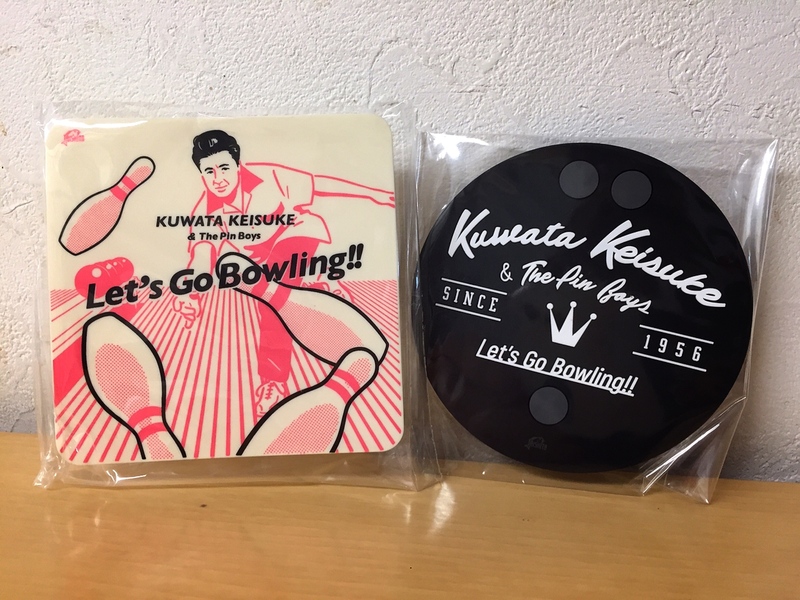 KUWATA KEISUKE
& The Pin Boys
Let's Go Bowling!!
Kuwata Keisuke
& The Pin Boys
SINCE
1956
Let's Go Bowling!!